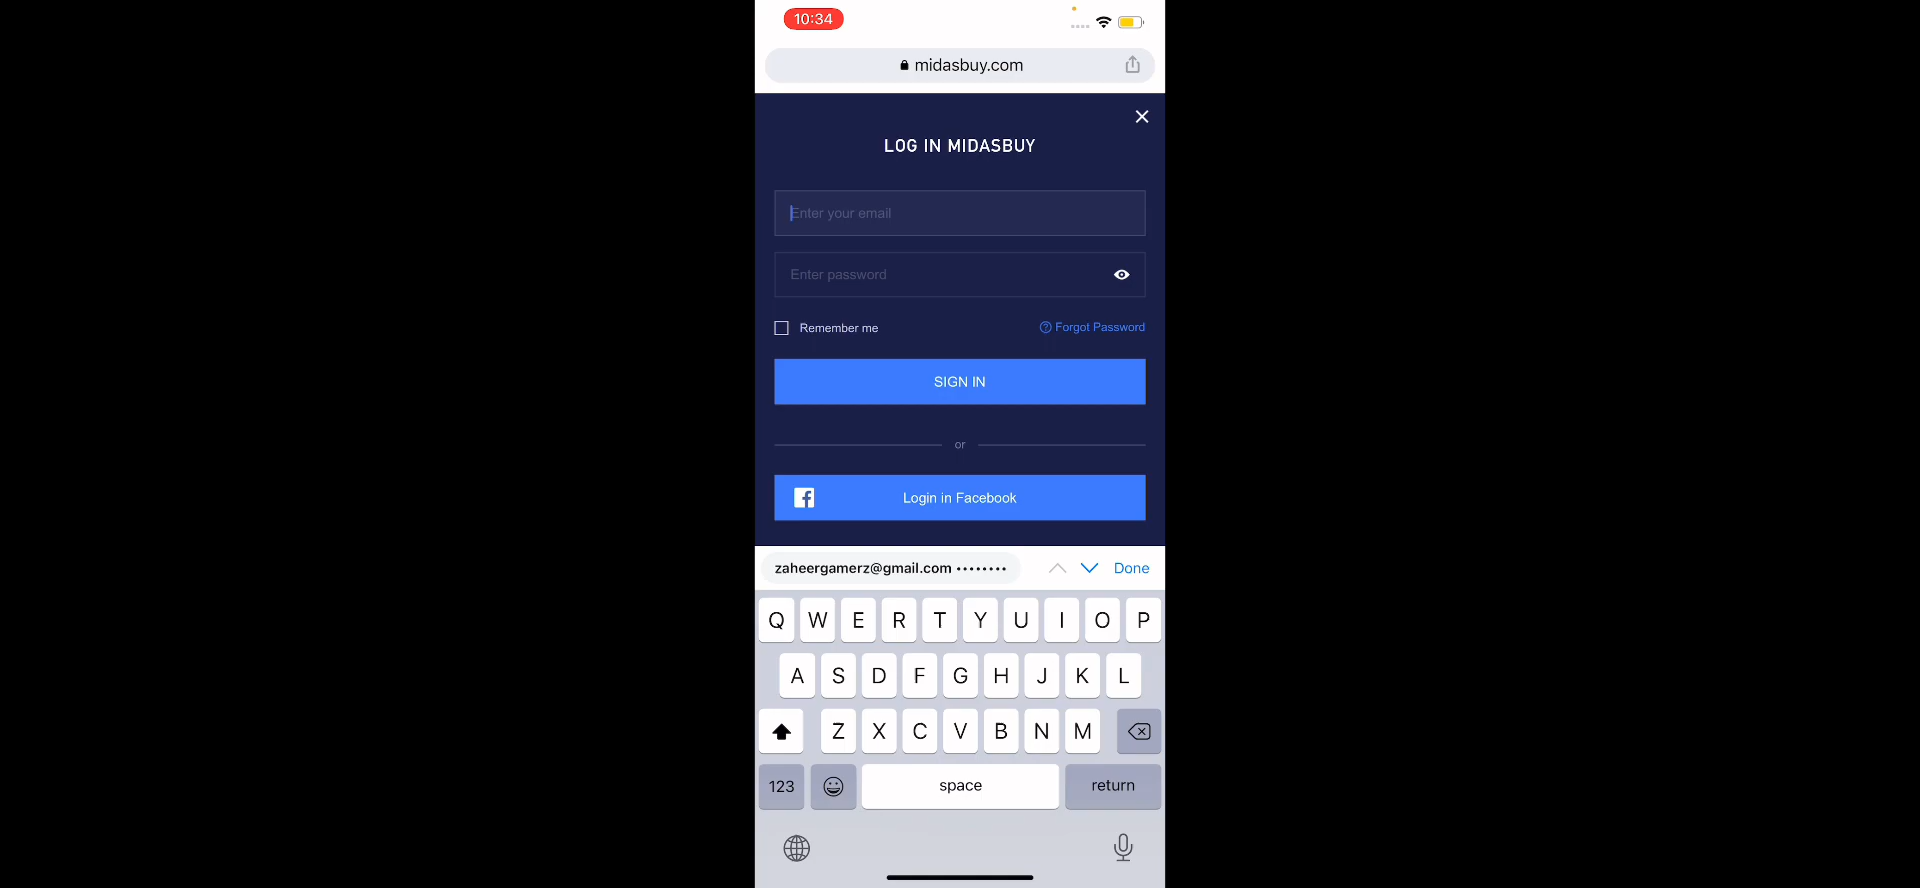 10:34
midasbuy.com
LOG IN MIDASBUY
Enter your email
Enter password
Remember me
Forgot Password
SIGN IN
or
Login in Facebook
zaheergamerz@gmail.com ••••••••
Done
Q W E R T Y U I O P
A S D F G H J K L
Z X C V B N M
123 space return